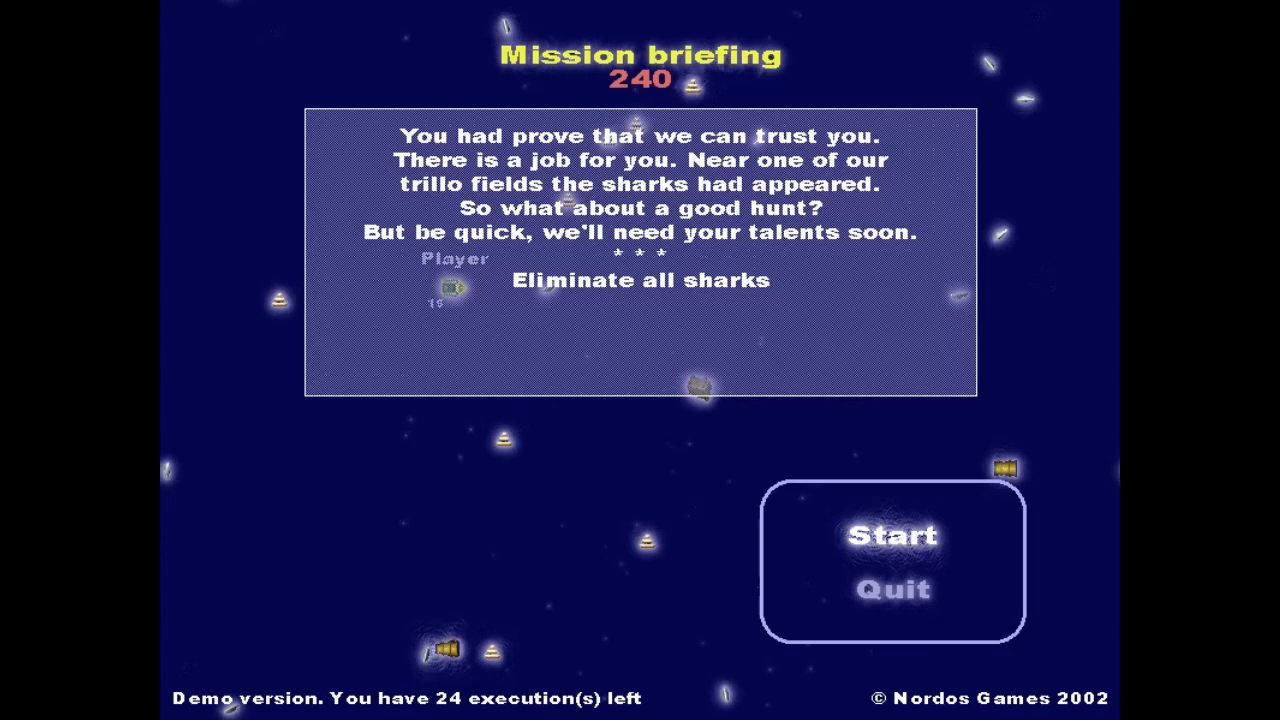 Mission briefing
240
You had prove that we can trust you.
There is a job for you. Near one of our
trillo fields the sharks had appeared.
So what about a good hunt?
But be quick, we'll need your talents soon.
* * *
Player
Eliminate all sharks
Start
Quit
Demo version. You have 24 execution(s) left
© Nordos Games 2002